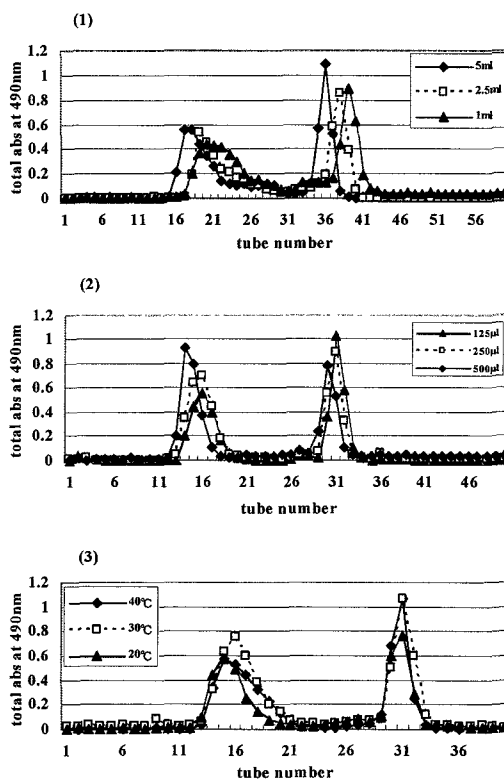 (1)
1.2
1
0.8
0.6
0.4
0.2
0
total abs at 490nm
5ml
2.5ml
1ml
1 6 11 16 21 26 31 36 41 46 51 56
tube number
(2)
1.2
1
0.8
0.6
0.4
0.2
0
total abs at 490nm
125µl
250µl
500µl
1 6 11 16 21 26 31 36 41 46
tube number
(3)
1.2
1
0.8
0.6
0.4
0.2
0
total abs at 490nm
40℃
30℃
20℃
1 6 11 16 21 26 31 36
tube number